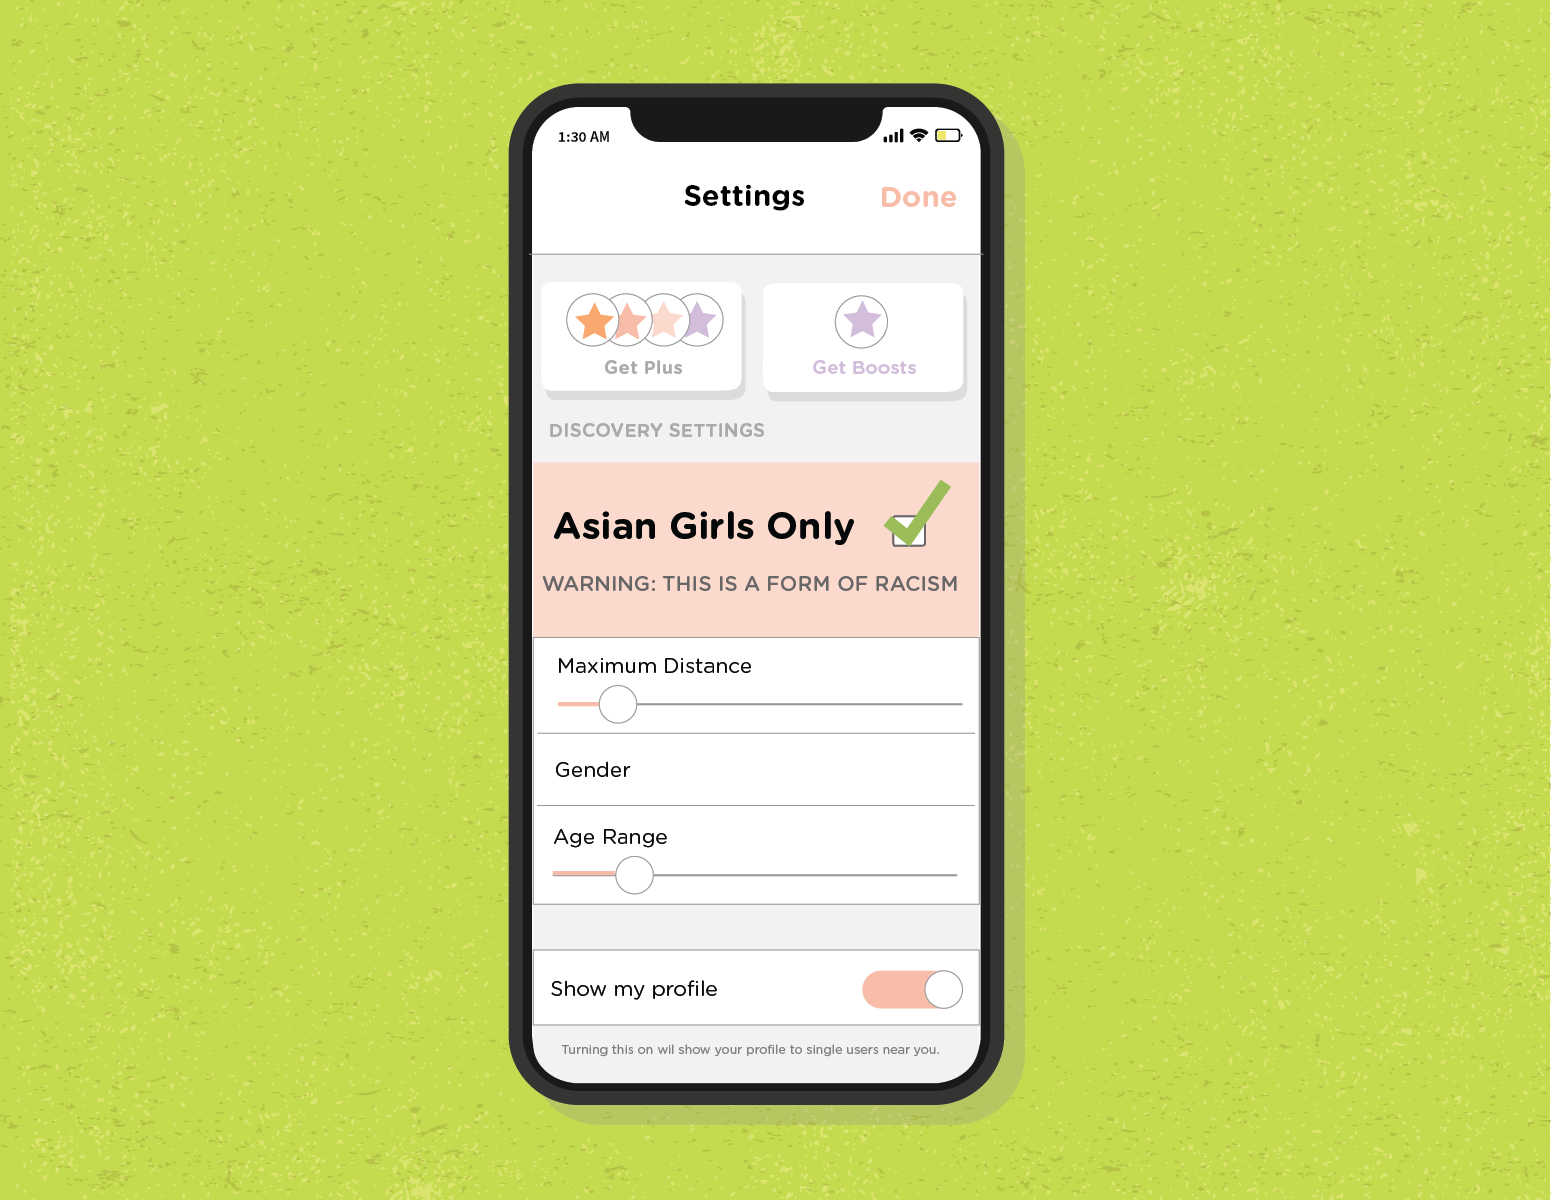 1:30 AM
Settings
Done
Get Plus
Get Boosts
DISCOVERY SETTINGS
Asian Girls Only
WARNING: THIS IS A FORM OF RACISM
Maximum Distance
Gender
Age Range
Show my profile
Turning this on wil show your profile to single users near you.